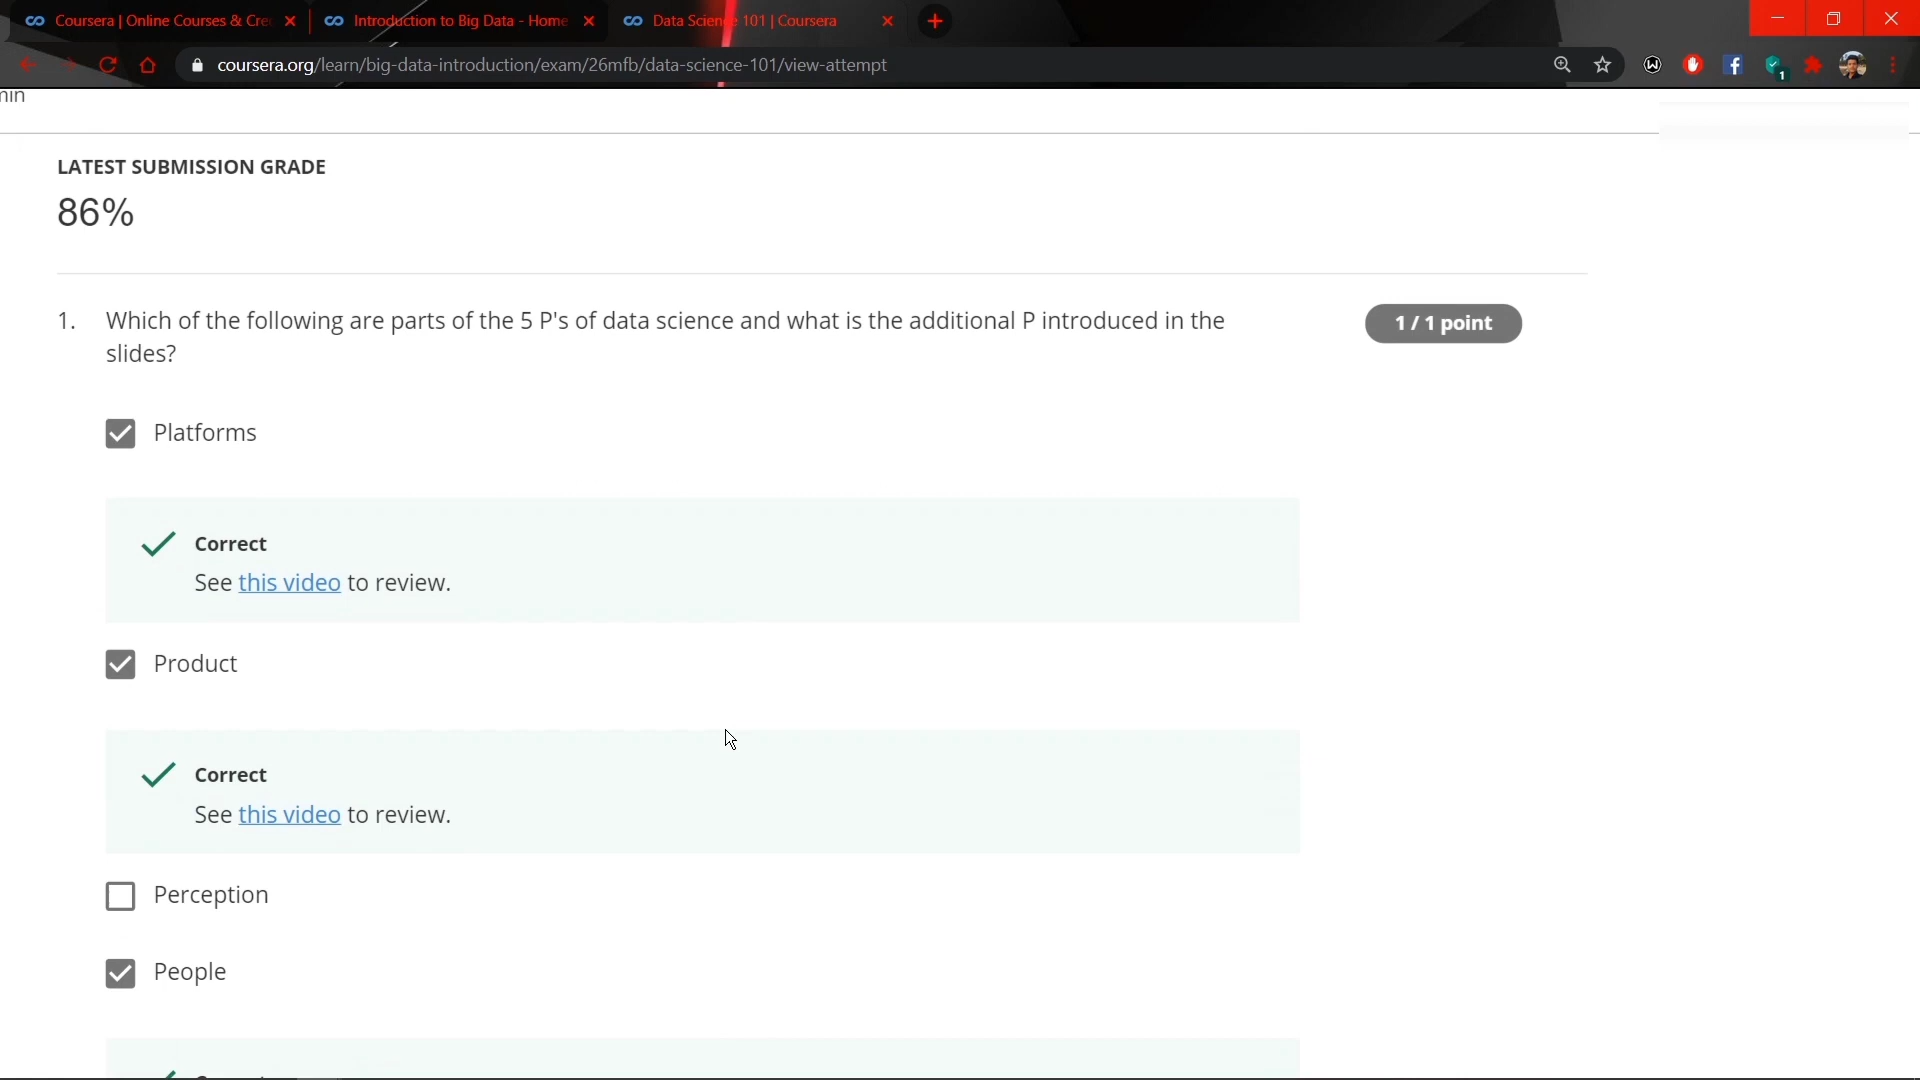 Coursera | Online Courses & Cre
Introduction to Big Data - Home
Data Science 101 | Coursera
coursera.org/learn/big-data-introduction/exam/26mfb/data-science-101/view-attempt
1
min
LATEST SUBMISSION GRADE
86%
1. Which of the following are parts of the 5 P's of data science and what is the additional P introduced in the
slides?
1 / 1 point
Platforms
Correct
See this video to review.
Product
Correct
See this video to review.
Perception
People